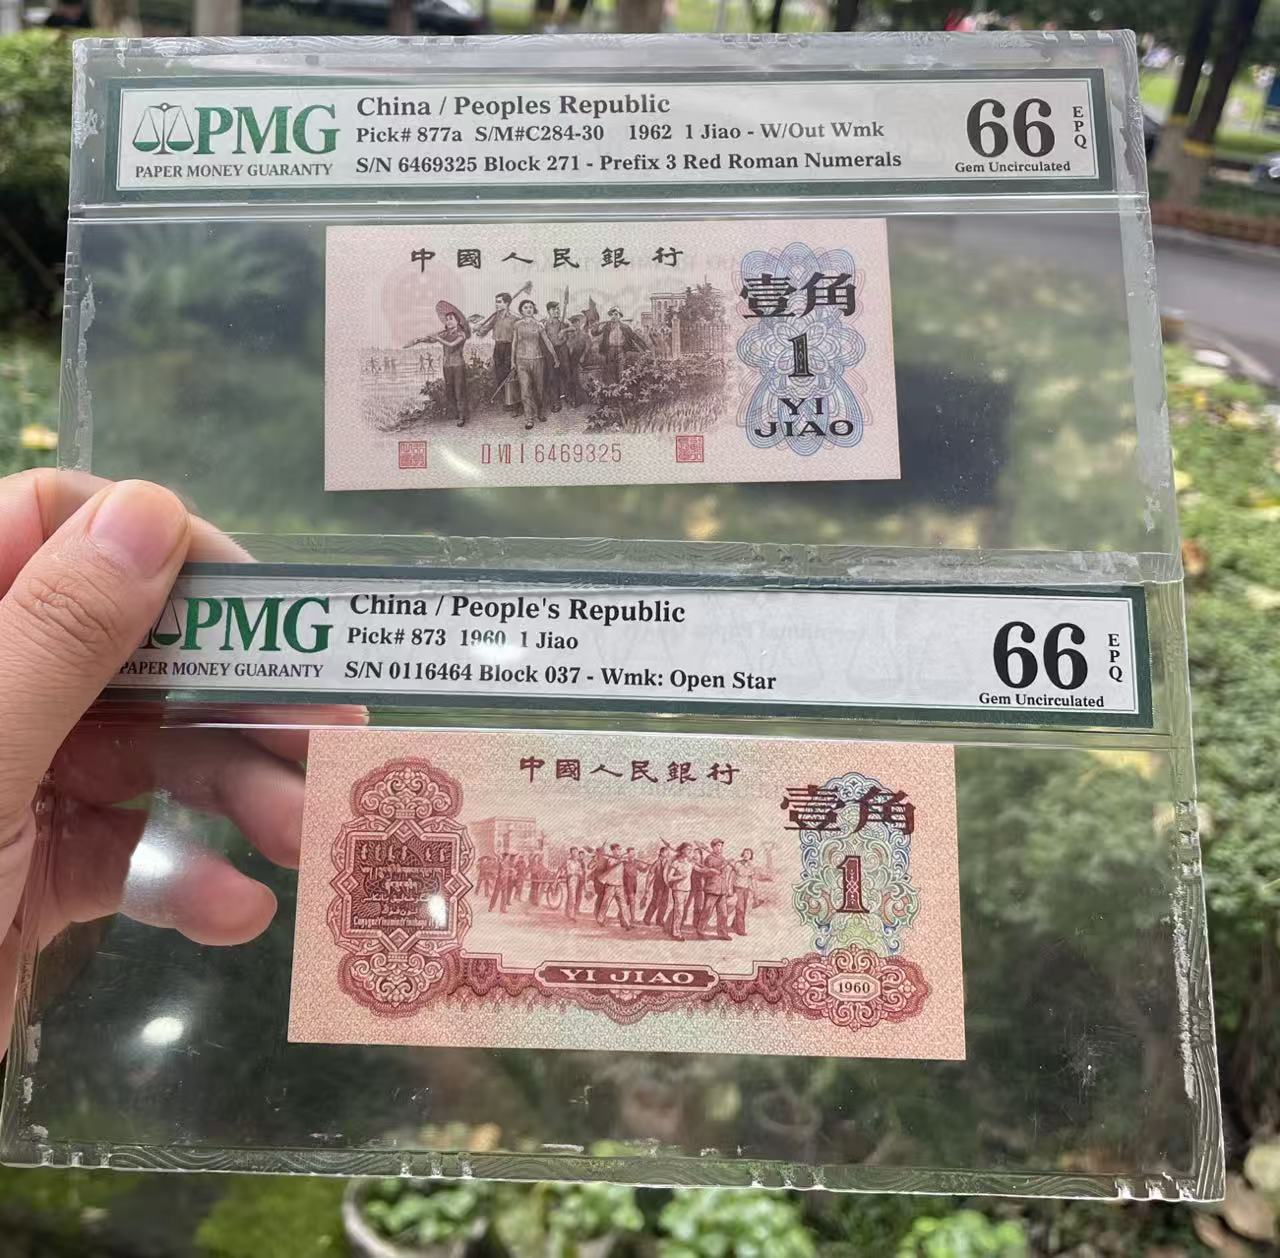 PMG
PAPER MONEY GUARANTY
China / Peoples Republic
Pick# 877a S/M#C284-30 1962 1 Jiao - W/Out Wmk
S/N 6469325 Block 271 - Prefix 3 Red Roman Numerals
66
EPQ
Gem Uncirculated
中國人民銀行
壹角
1
YI
JIAO
II VII I 6469325
PMG
PAPER MONEY GUARANTY
China / People's Republic
Pick# 873 1960 1 Jiao
S/N 0116464 Block 037 - Wmk: Open Star
66
EPQ
Gem Uncirculated
中國人民銀行
壹角
1
YI JIAO
1960